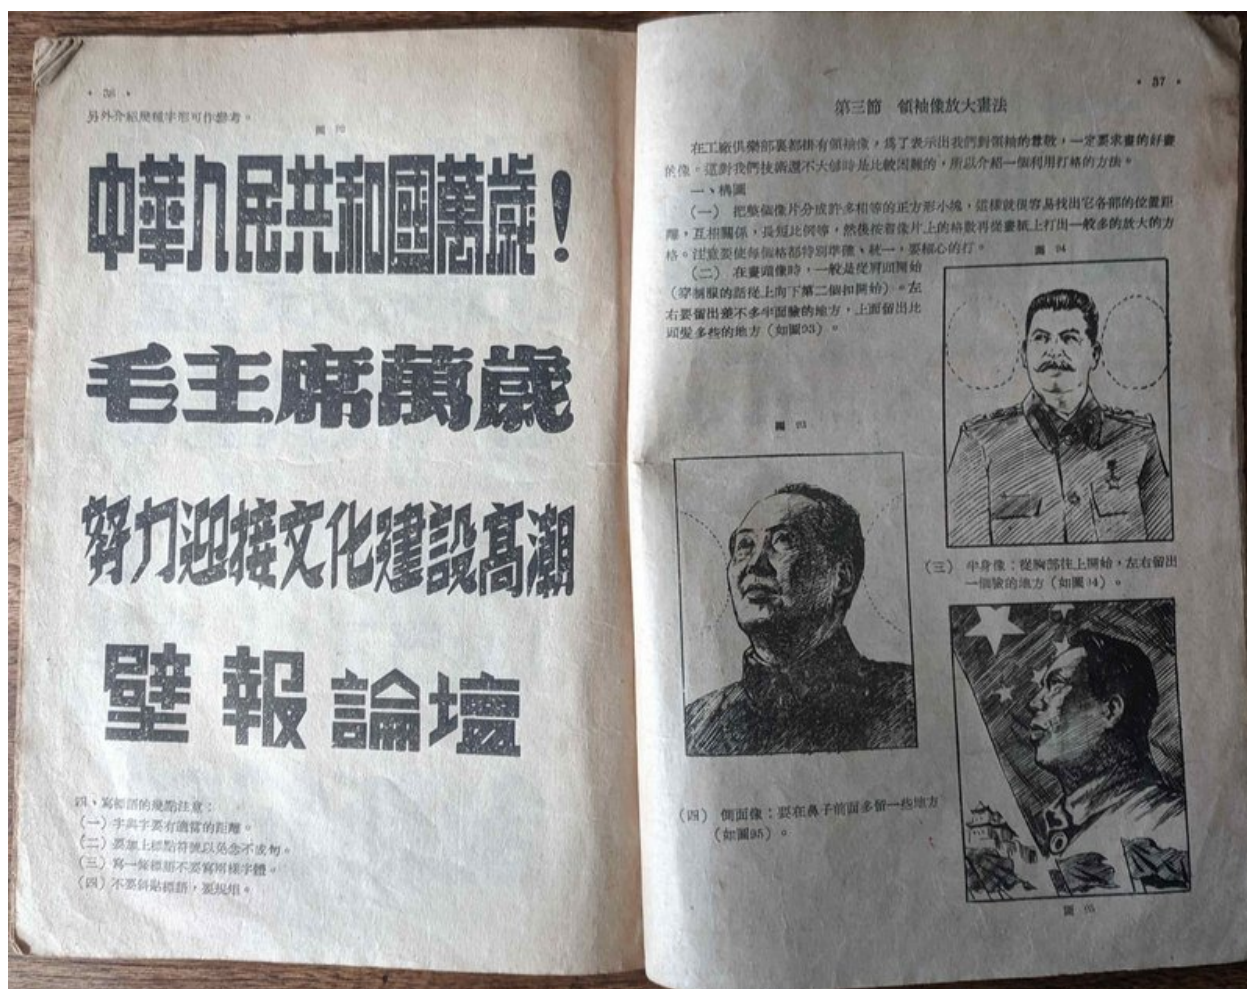 • 36 •
另外介紹幾種字形可作參考。
中華人民共和國萬歲！
毛主席萬歲
努力迎接文化建設高潮
壁報論壇
四、寫標語的幾點注意：
（一）字與字要有適當的距離。
（二）要加上標點符號以免念不成句。
（三）寫一條標語不要寫兩樣字體。
（四）不要斜貼標語，要規矩。
• 37 •
第三節　領袖像放大畫法
在工廠俱樂部裏都掛有領袖像，爲了表示出我們對領袖的尊敬，一定要求畫的好畫
的像。這對我們技術還不大够時是比較困難的，所以介紹一個利用打格的方法。
一、構圖
（一）　把整個像片分成許多相等的正方形小塊，這樣就很容易找出它各部的位置距
離，互相關係，長短比例等，然後按着像片上的格數再從畫紙上打出一般多的放大的方
格。注意要使每個格都特別準確、統一，要細心的打。
圖 94
（二）　在畫頭像時，一般是從肩頭開始
（穿制服的話從上向下第二個扣開始）。左
右要留出差不多半面臉的地方，上面留出比
頭髮多些的地方（如圖93）。
圖 93
（三）　半身像：從胸部往上開始，左右留出
一個臉的地方（如圖94）。
（四）　側面像：要在鼻子前面多留一些地方
（如圖95）。
圖 95